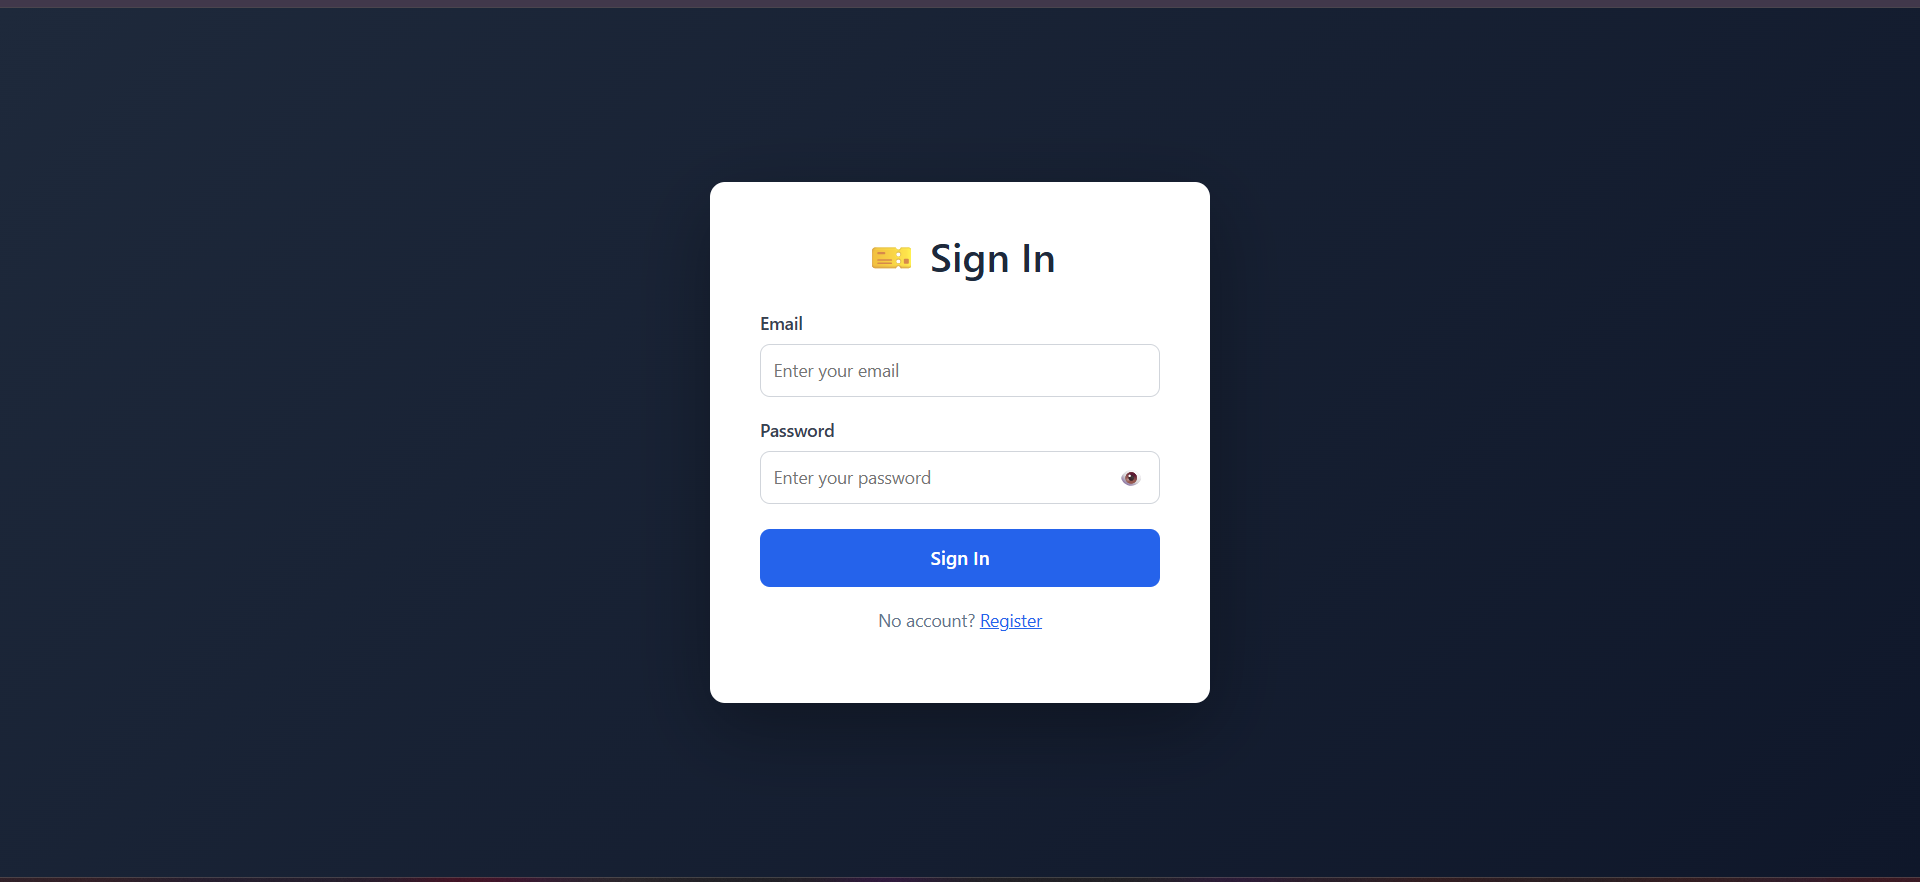 Sign In
Email
Enter your email
Password
Enter your password
Sign In
No account? Register